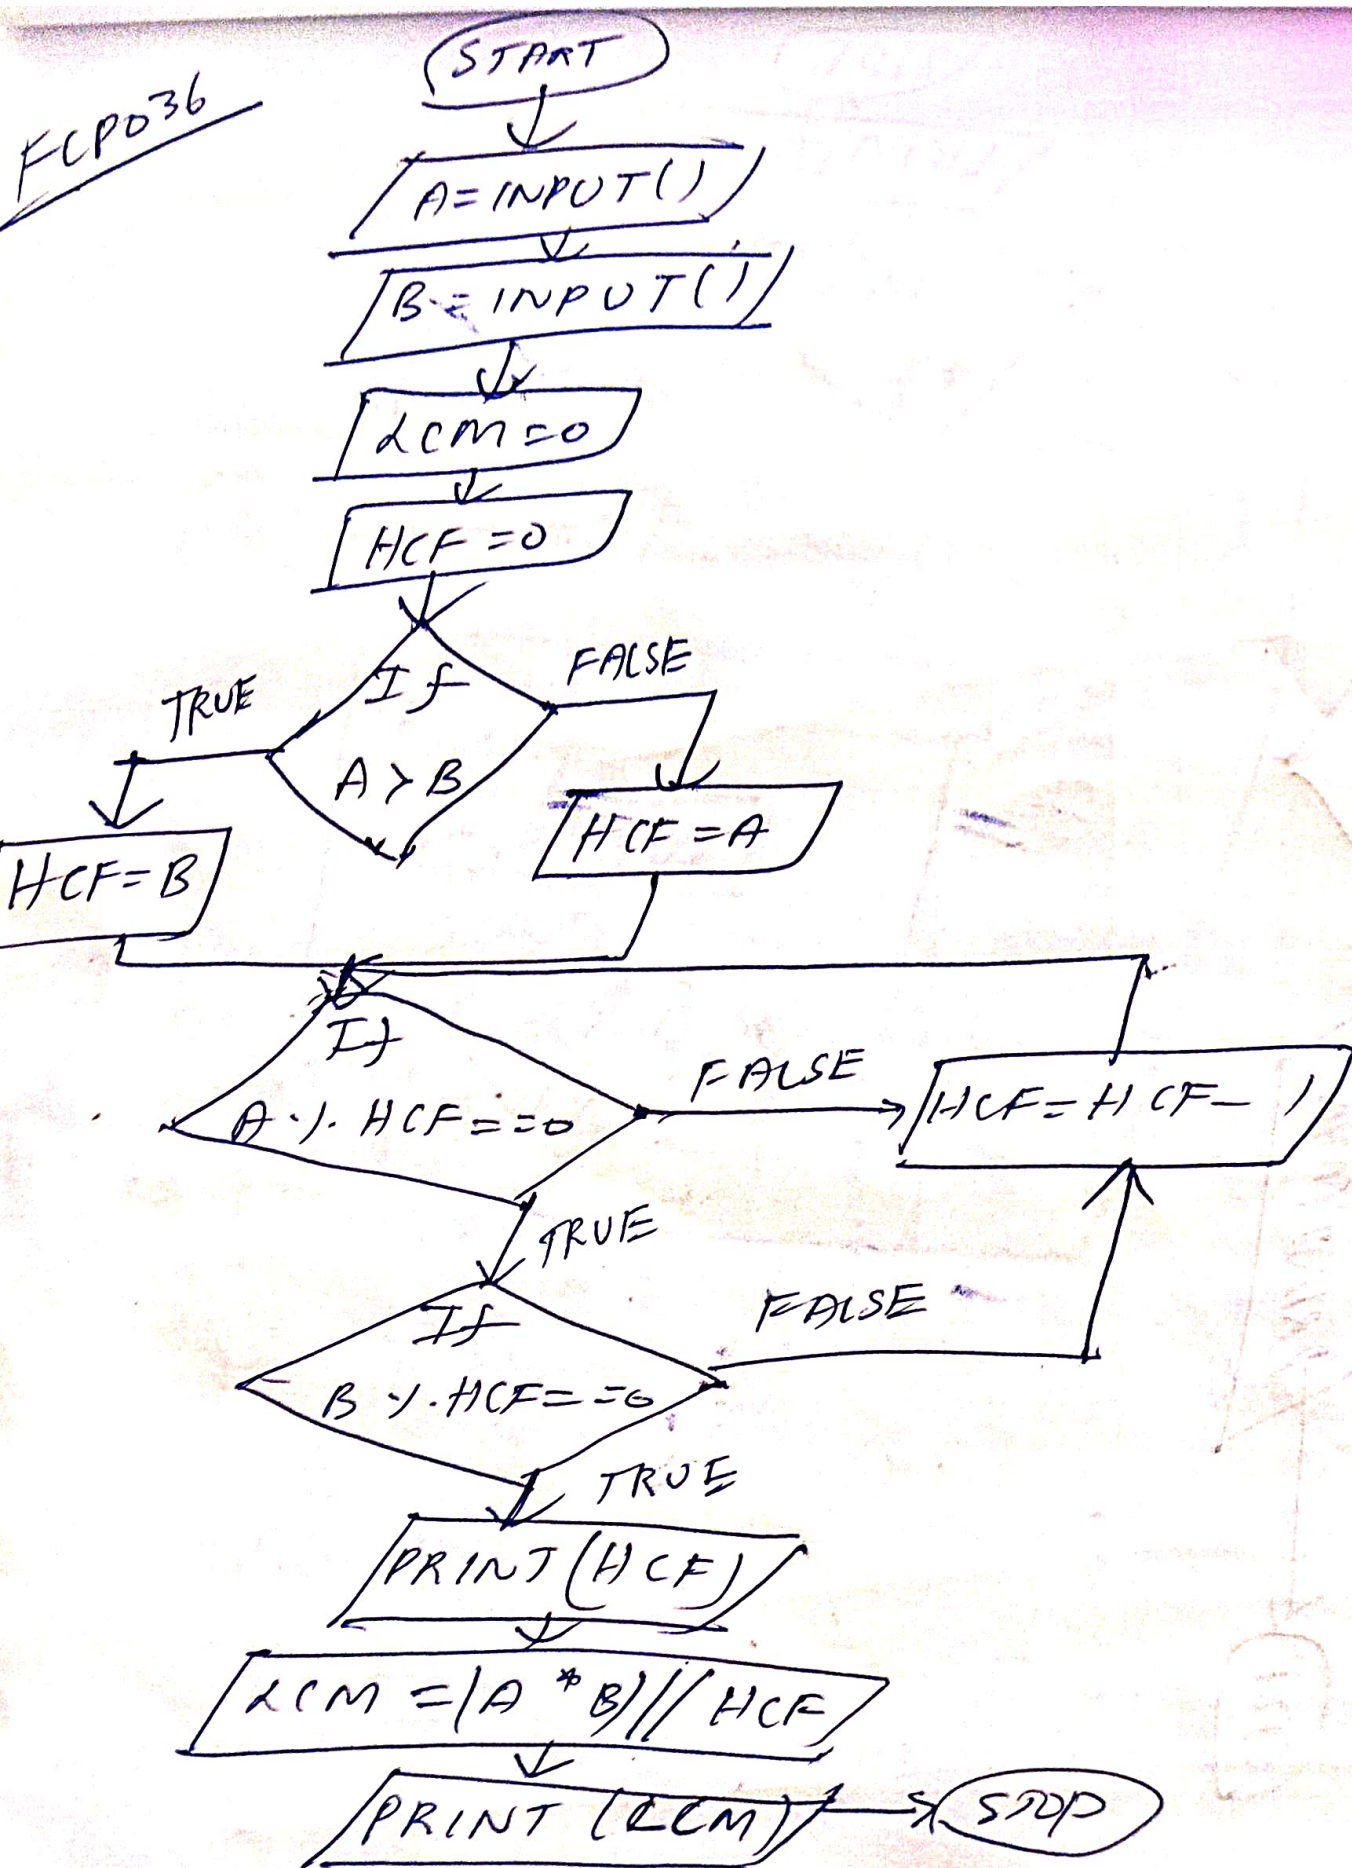 START
FCP036
A=INPUT()
B=INPUT()
LCM=0
HCF=0
If
FALSE
TRUE
A>B
HCF=A
HCF=B
If
FALSE
A%HCF==0
HCF=HCF-1
TRUE
If
FALSE
B%HCF==0
TRUE
PRINT(HCF)
LCM=(A*B)//HCF
PRINT(LCM)
STOP